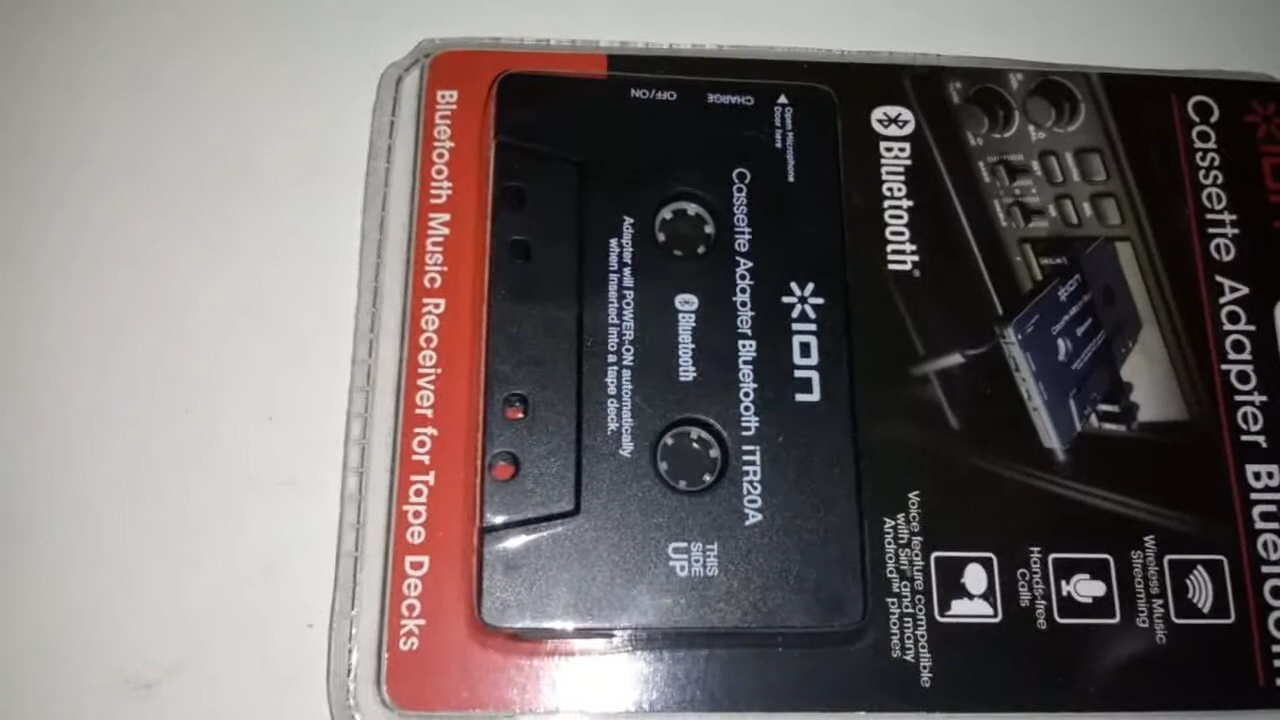 ion
Cassette Adapter Bluetooth
Bluetooth®
Wireless Music
Streaming
Hands-free
Calls
Voice feature compatible
with Siri™ and many
Android™ phones
ion
Open Microphone
Door here
CHARGE
OFF/ON
ion
Cassette Adapter Bluetooth iTR20A
Bluetooth
THIS
SIDE
UP
Adapter will POWER-ON automatically
when inserted into a tape deck.
Bluetooth Music Receiver for Tape Decks